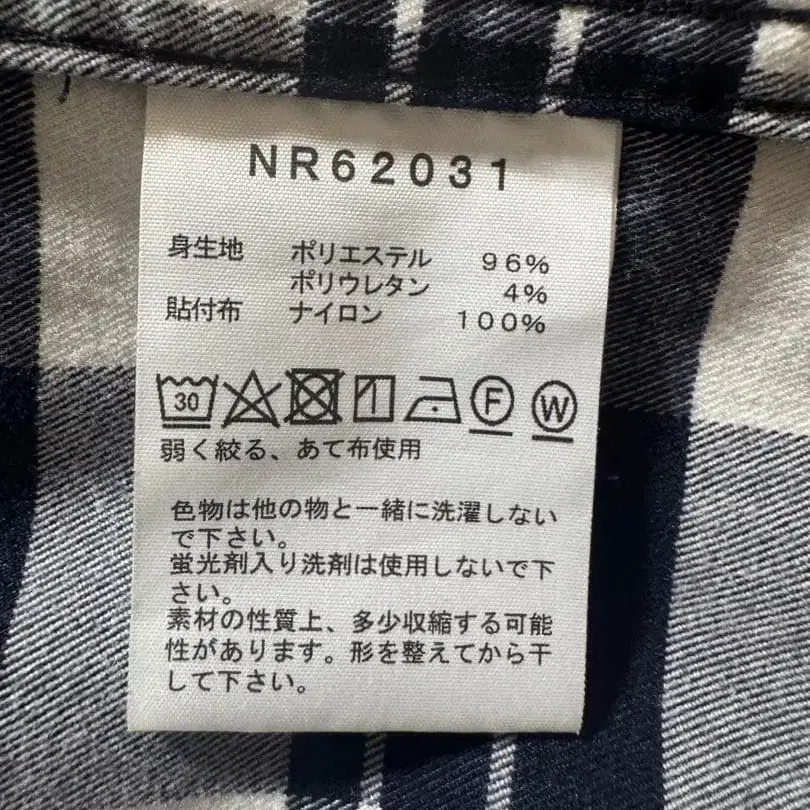 NR62031
身生地 ポリエステル 96%
ポリウレタン 4%
貼付布 ナイロン 100%
30 F W
弱く絞る、あて布使用
色物は他の物と一緒に洗濯しない
で下さい。
蛍光剤入り洗剤は使用しないで下
さい。
素材の性質上、多少収縮する可能
性があります。形を整えてから干
して下さい。